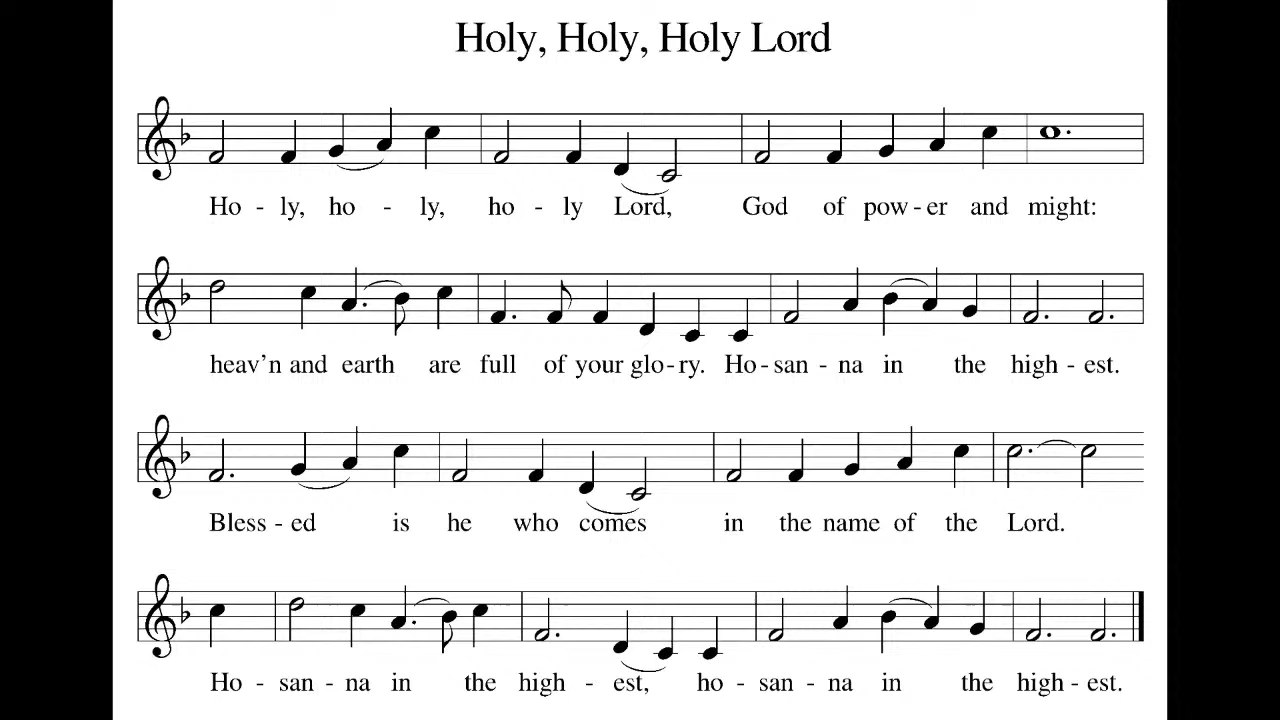 Holy, Holy, Holy Lord
Ho - ly, ho - ly, ho - ly Lord, God of pow - er and might:
heav'n and earth are full of your glo - ry. Ho - san - na in the high - est.
Bless - ed is he who comes in the name of the Lord.
Ho - san - na in the high - est, ho - san - na in the high - est.